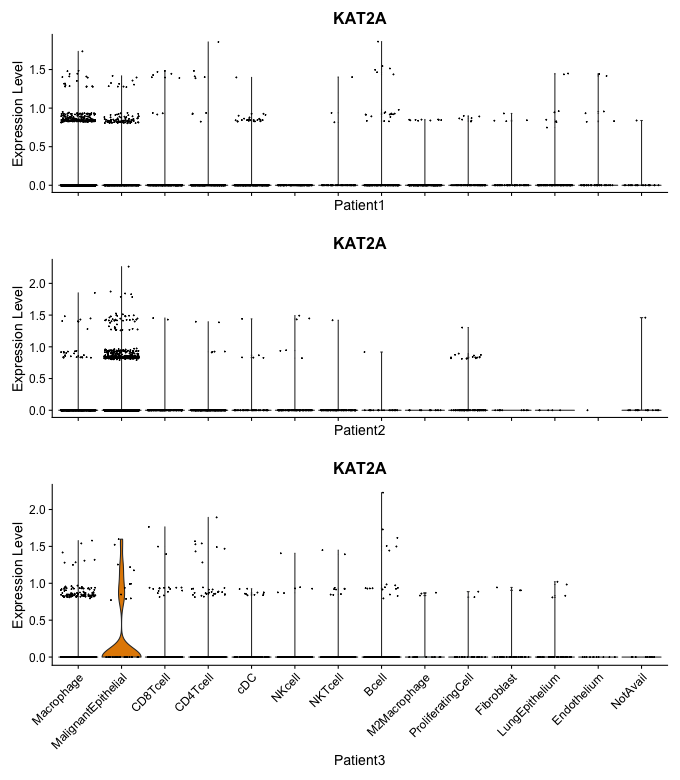 KAT2A
Expression Level
1.5
1.0
0.5
0.0
Patient1
KAT2A
Expression Level
2.0
1.5
1.0
0.5
0.0
Patient2
KAT2A
Expression Level
2.0
1.5
1.0
0.5
0.0
Macrophage
MalignantEpithelial
CD8Tcell
CD4Tcell
cDC
NKcell
NKTcell
Bcell
M2Macrophage
ProliferatingCell
Fibroblast
LungEpithelium
Endothelium
NotAvail
Patient3